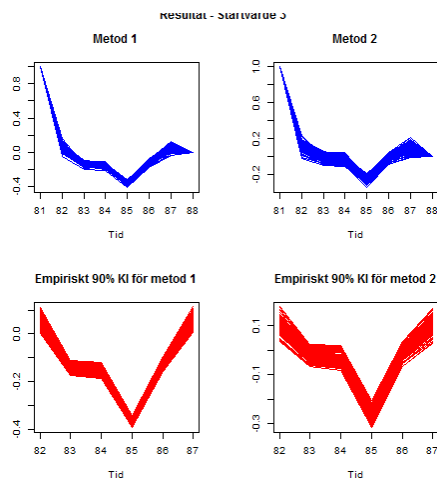 Resultat - Startvärde 3
Metod 1
Metod 2
0.8
0.4
0.0
-0.4
1.0
0.6
0.2
-0.2
81 82 83 84 85 86 87 88
81 82 83 84 85 86 87 88
Tid
Tid
Empiriskt 90% KI för metod 1
Empiriskt 90% KI för metod 2
0.0
-0.2
-0.4
0.1
-0.1
-0.3
82 83 84 85 86 87
82 83 84 85 86 87
Tid
Tid